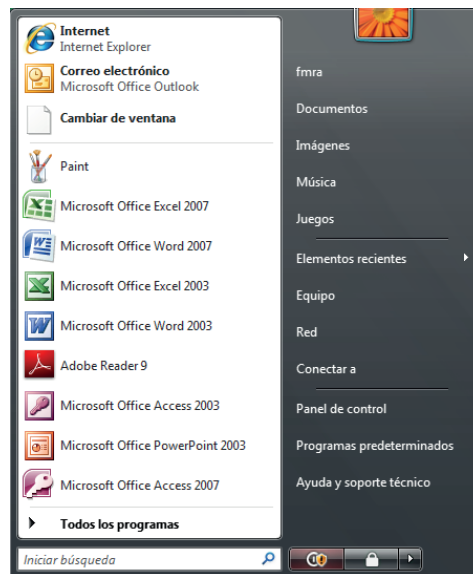 Internet
Internet Explorer
Correo electrónico
Microsoft Office Outlook
Cambiar de ventana
Paint
Microsoft Office Excel 2007
Microsoft Office Word 2007
Microsoft Office Excel 2003
Microsoft Office Word 2003
Adobe Reader 9
Microsoft Office Access 2003
Microsoft Office PowerPoint 2003
Microsoft Office Access 2007
Todos los programas
Iniciar búsqueda
fmra
Documentos
Imágenes
Música
Juegos
Elementos recientes
Equipo
Red
Conectar a
Panel de control
Programas predeterminados
Ayuda y soporte técnico